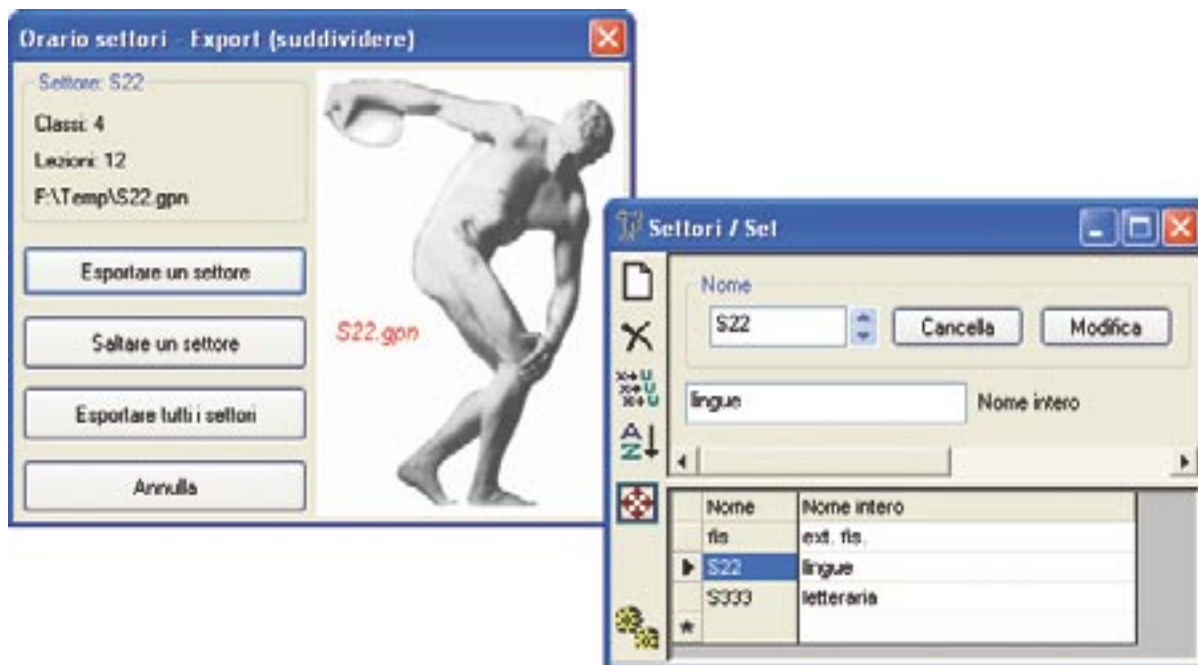 Orario settori - Export (suddividere)
Settore: S22
Classi: 4
Lezioni: 12
F:\Temp\S22.gpn
Esportare un settore
Saltare un settore
Esportare tutti i settori
Annulla
S22.gpn
Settori / Set
Nome
S22
Cancella
Modifica
lingue
Nome intero
Nome Nome intero
fis ext. fis.
S22 lingue
S333 letteraria